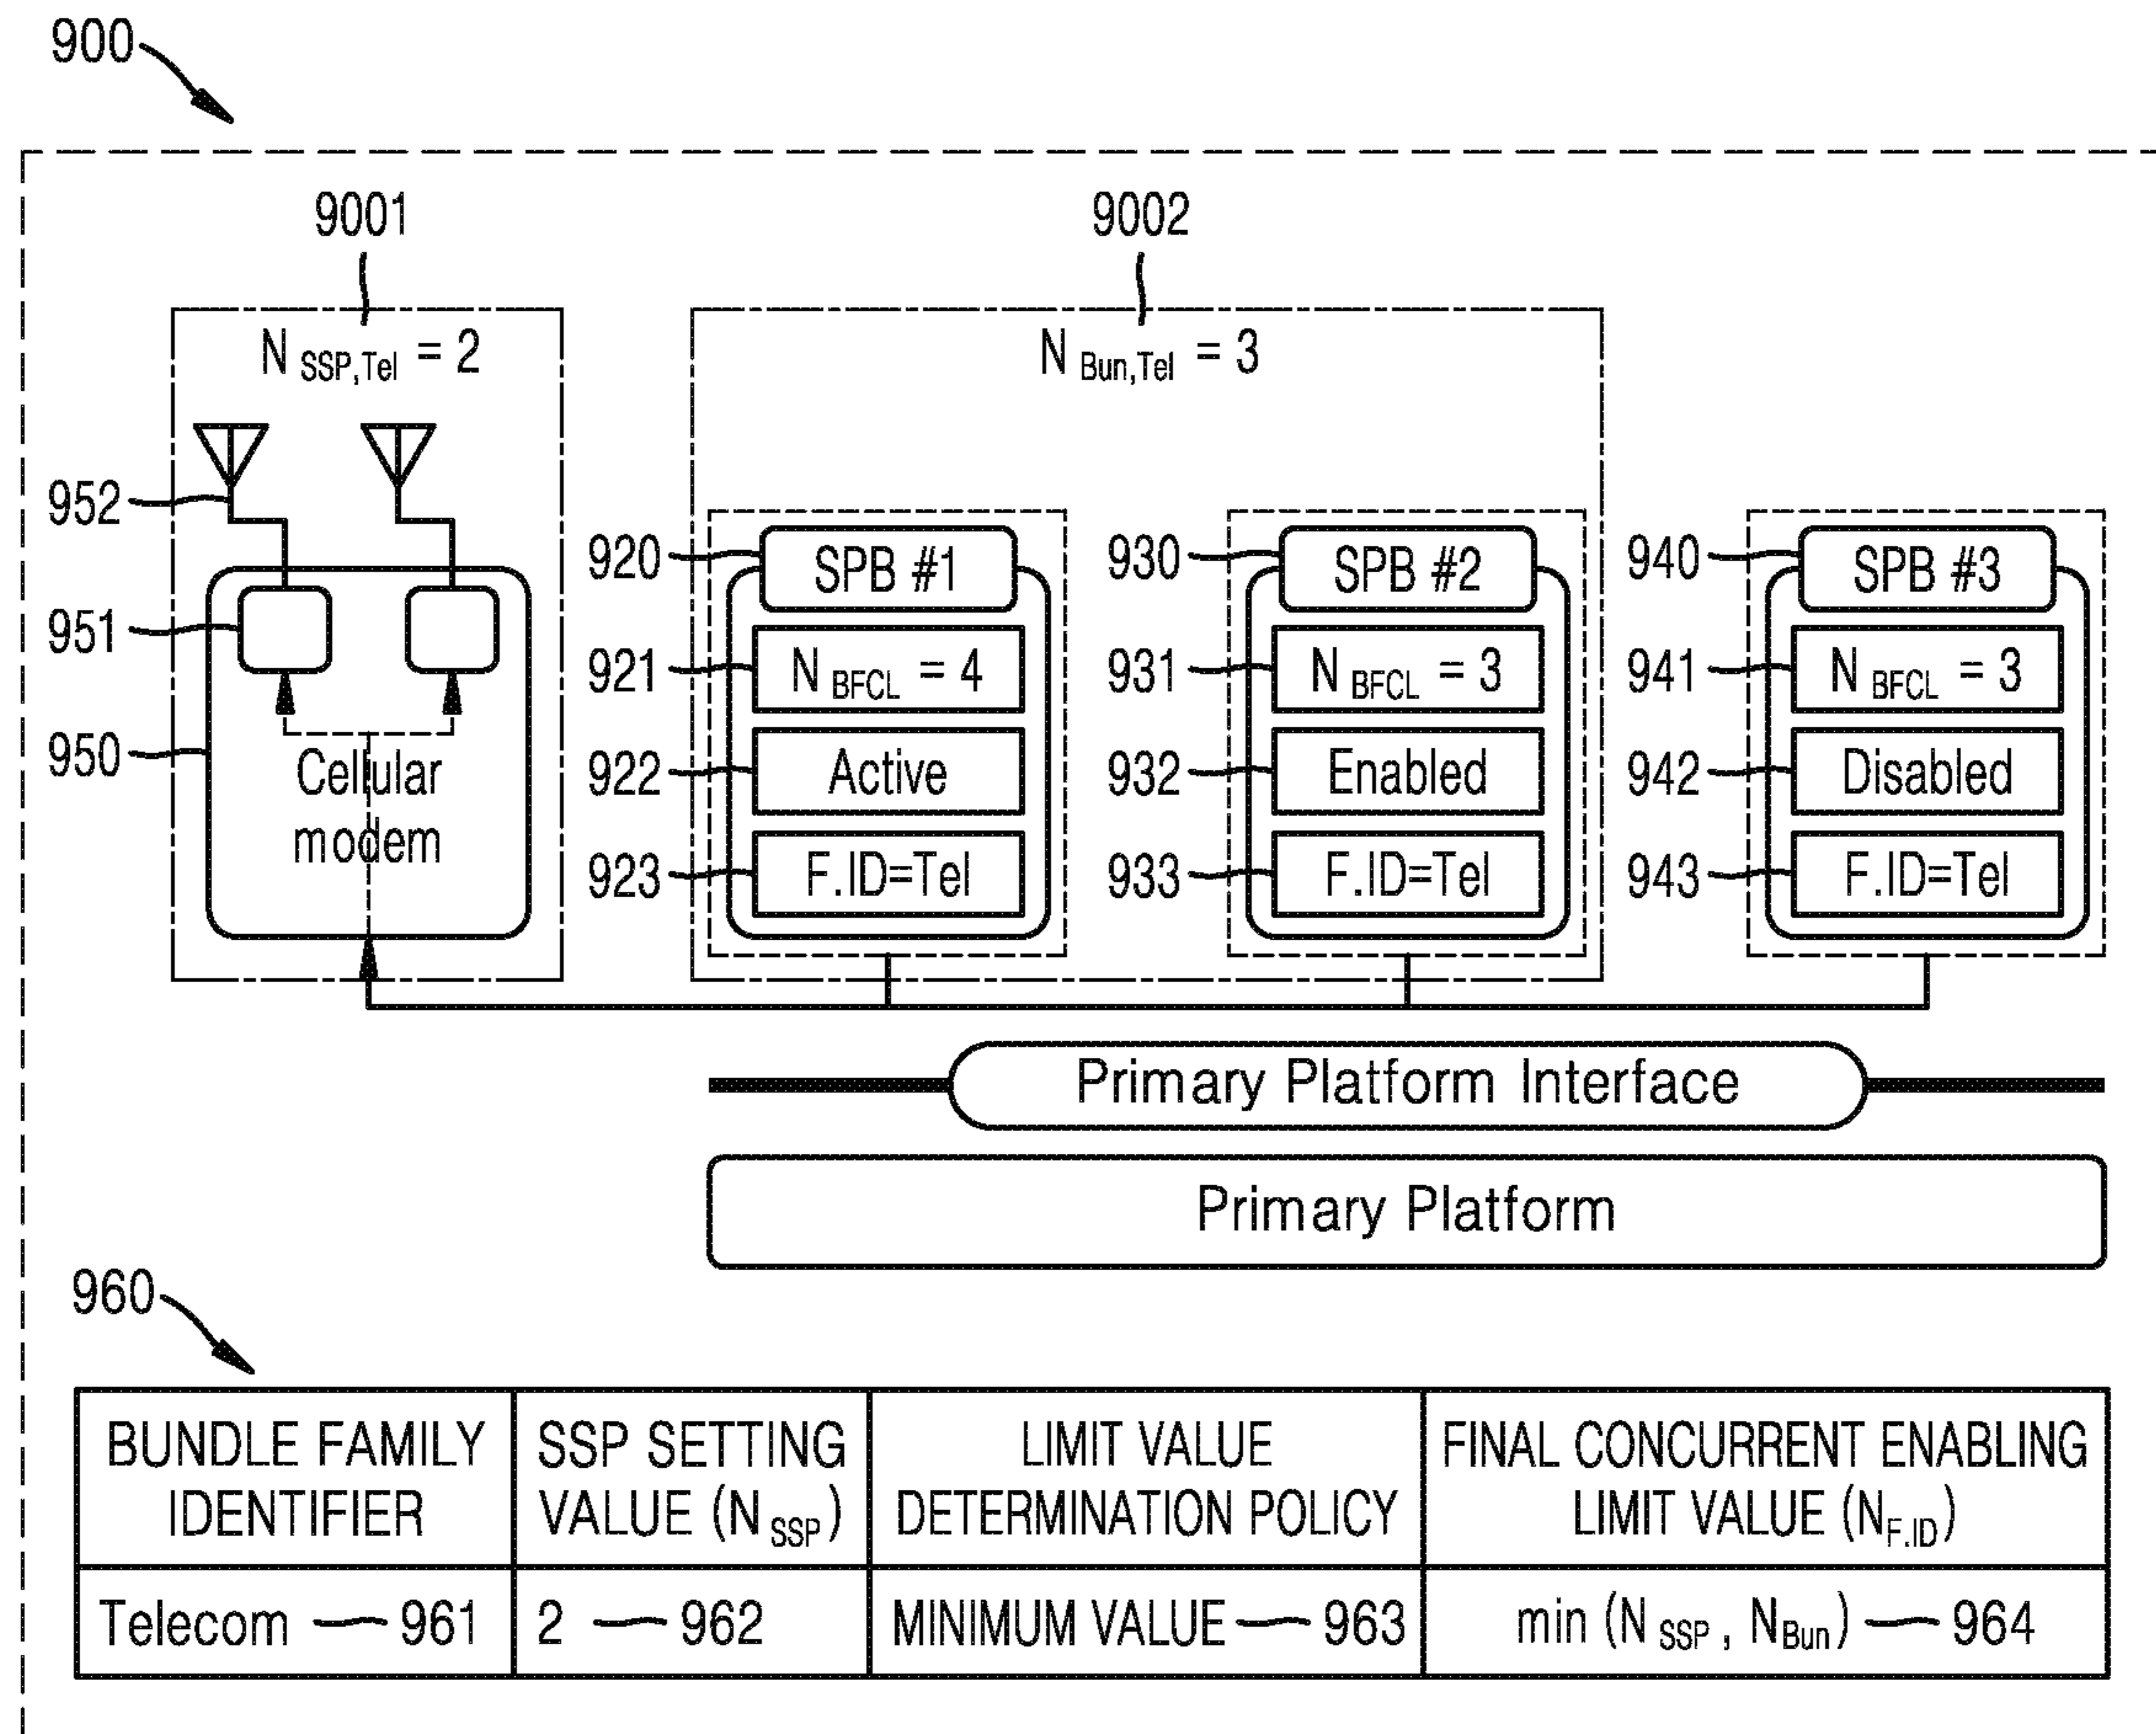 900
9001
9002
N SSP,Tel = 2
N Bun,Tel = 3
952
951
950
Cellular
modem
920
SPB #1
921
N BFCL = 4
922
Active
923
F.ID=Tel
930
SPB #2
931
N BFCL = 3
932
Enabled
933
F.ID=Tel
940
SPB #3
941
N BFCL = 3
942
Disabled
943
F.ID=Tel
Primary Platform Interface
Primary Platform
960
BUNDLE FAMILY
IDENTIFIER
SSP SETTING
VALUE (N SSP)
LIMIT VALUE
DETERMINATION POLICY
FINAL CONCURRENT ENABLING
LIMIT VALUE (N F.ID)
Telecom 961
2 962
MINIMUM VALUE 963
min (N SSP , N Bun) 964